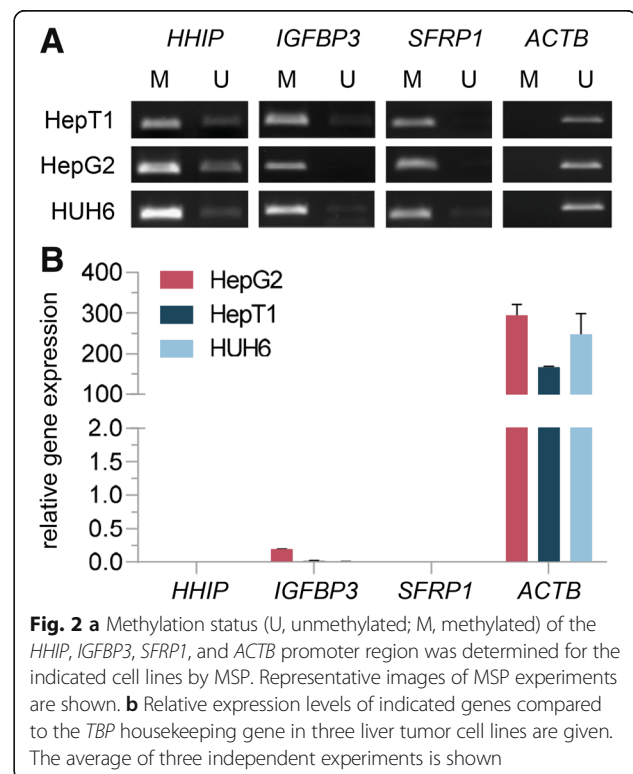 A
HHIP IGFBP3 SFRP1 ACTB
M U M U M U M U
HepT1
HepG2
HUH6
B
relative gene expression
400
300
200
100
2.0
1.5
1.0
0.5
0.0
HepG2
HepT1
HUH6
HHIP IGFBP3 SFRP1 ACTB
Fig. 2 a Methylation status (U, unmethylated; M, methylated) of the
HHIP, IGFBP3, SFRP1, and ACTB promoter region was determined for the
indicated cell lines by MSP. Representative images of MSP experiments
are shown. b Relative expression levels of indicated genes compared
to the TBP housekeeping gene in three liver tumor cell lines are given.
The average of three independent experiments is shown